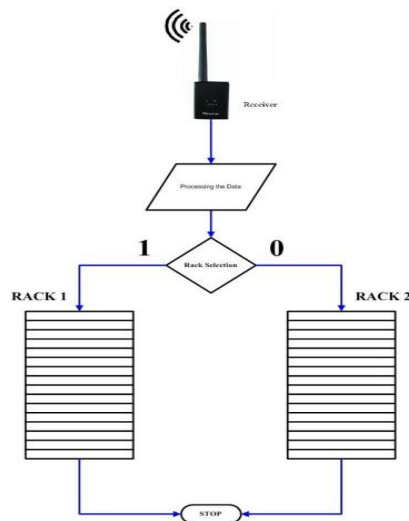 Receiver
Processing the Data
1
0
Rack Selection
RACK 1
RACK 2
STOP